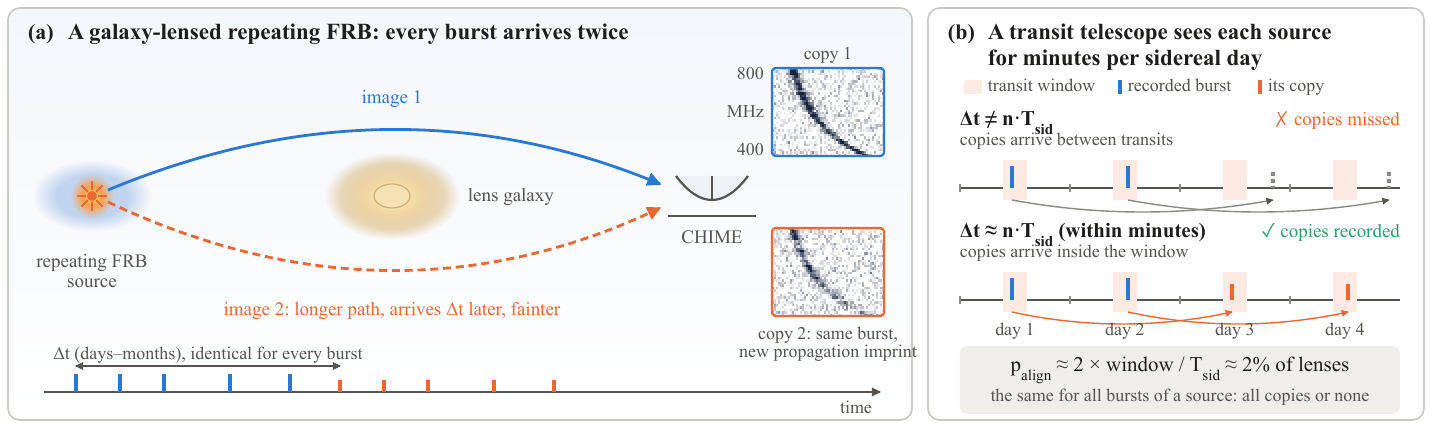 (a) A galaxy-lensed repeating FRB: every burst arrives twice
copy 1
800
MHz
400
image 1
lens galaxy
CHIME
repeating FRB
source
image 2: longer path, arrives Δt later, fainter
copy 2: same burst,
new propagation imprint
Δt (days–months), identical for every burst
time
(b) A transit telescope sees each source
for minutes per sidereal day
transit window
recorded burst
its copy
Δt ≠ n·Tsid
✗ copies missed
copies arrive between transits
Δt ≈ n·Tsid (within minutes)
✓ copies recorded
copies arrive inside the window
day 1
day 2
day 3
day 4
palign ≈ 2 × window / Tsid ≈ 2% of lenses
the same for all bursts of a source: all copies or none